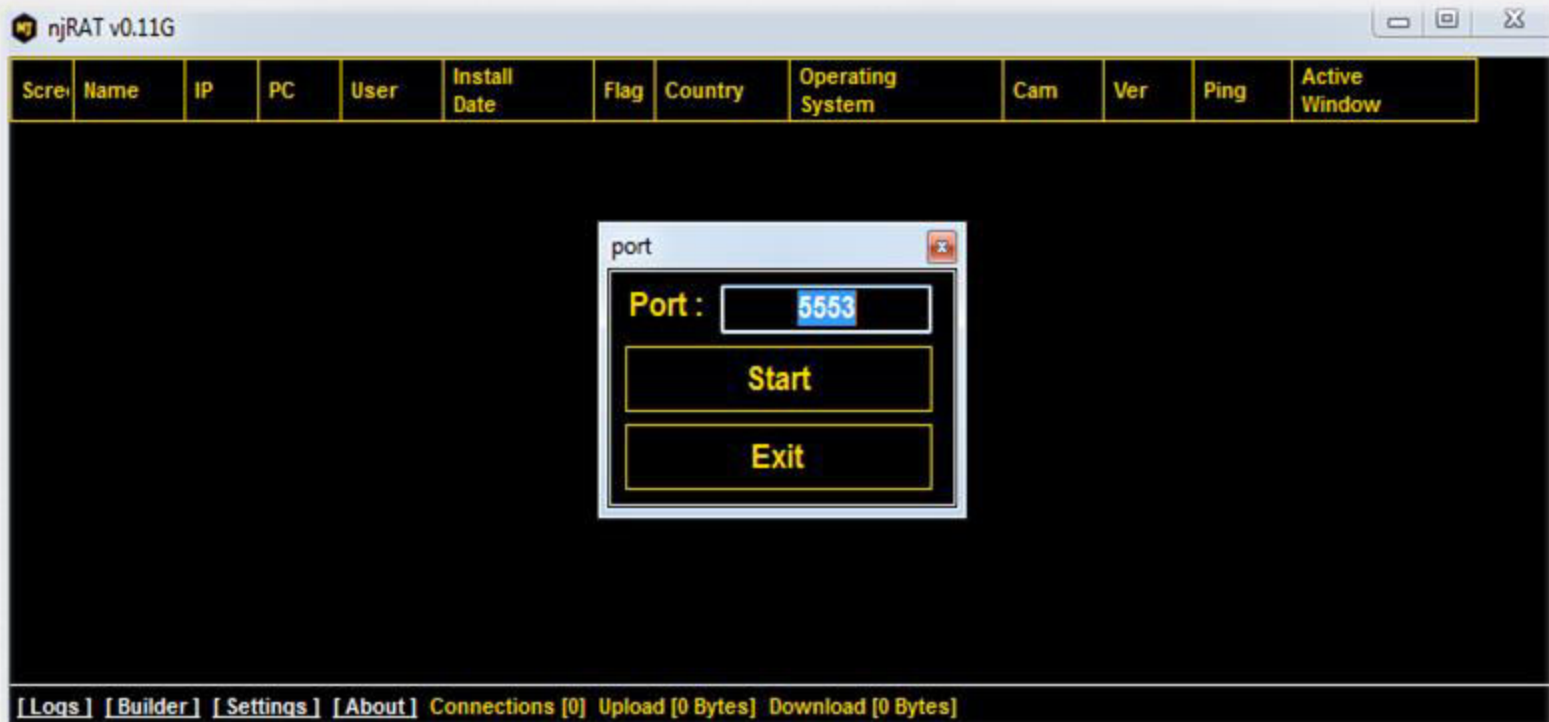 njRAT v0.11G
Scre Name IP PC User Install Date Flag Country Operating System Cam Ver Ping Active Window
port
Port : 5553
Start
Exit
[ Logs ] [ Builder ] [ Settings ] [ About ] Connections [0] Upload [0 Bytes] Download [0 Bytes]